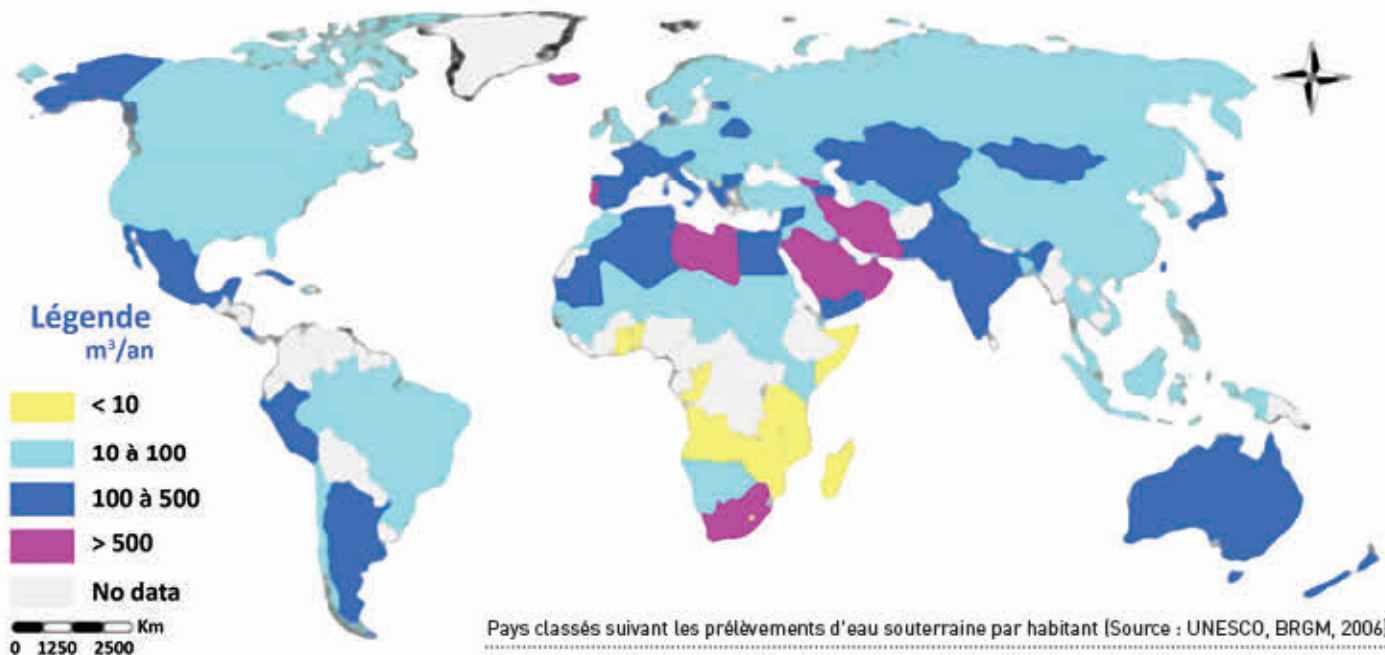 Légende
m³/an
< 10
10 à 100
100 à 500
> 500
No data
Km
0 1250 2500
Pays classés suivant les prélèvements d'eau souterraine par habitant (Source : UNESCO, BRGM, 2006)